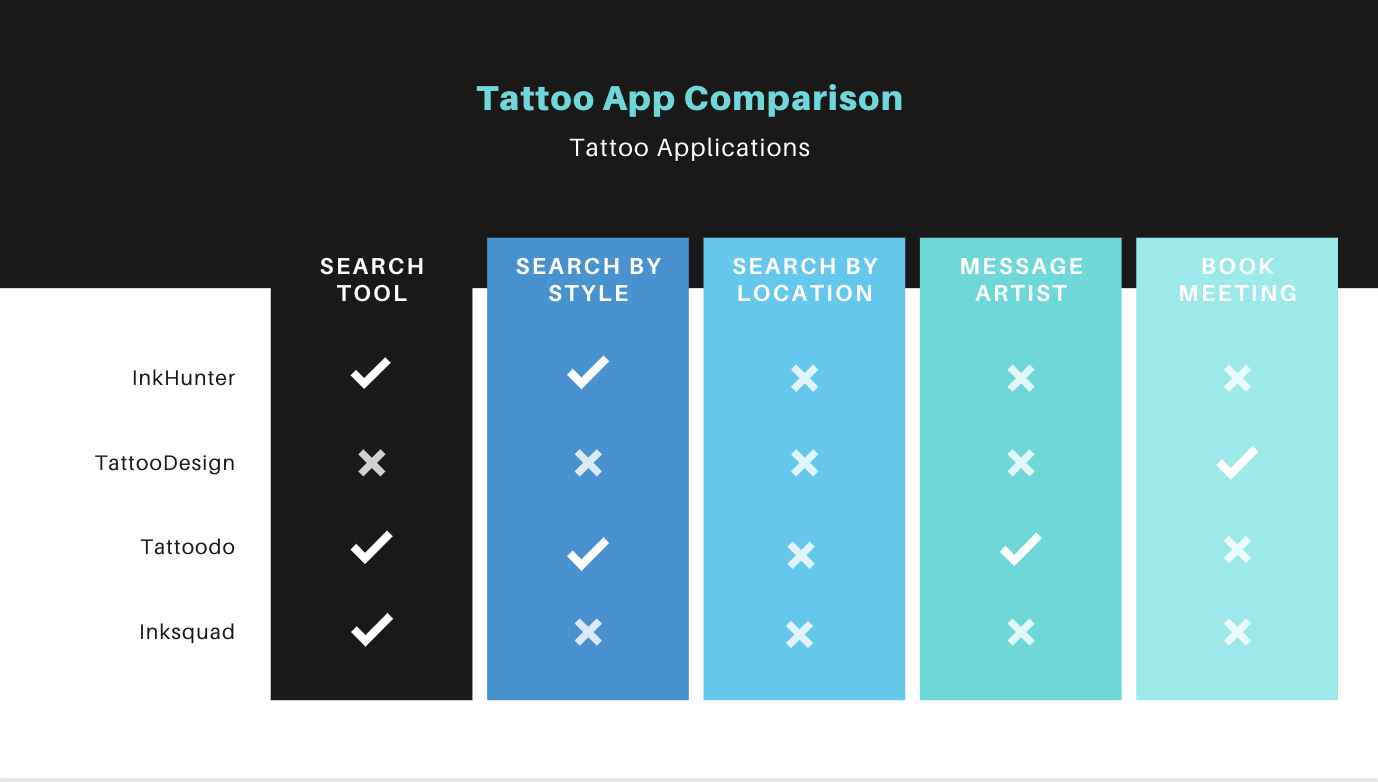 Tattoo App Comparison
Tattoo Applications
SEARCH
TOOL
SEARCH BY
STYLE
SEARCH BY
LOCATION
MESSAGE
ARTIST
BOOK
MEETING
InkHunter
TattooDesign
Tattoodo
Inksquad